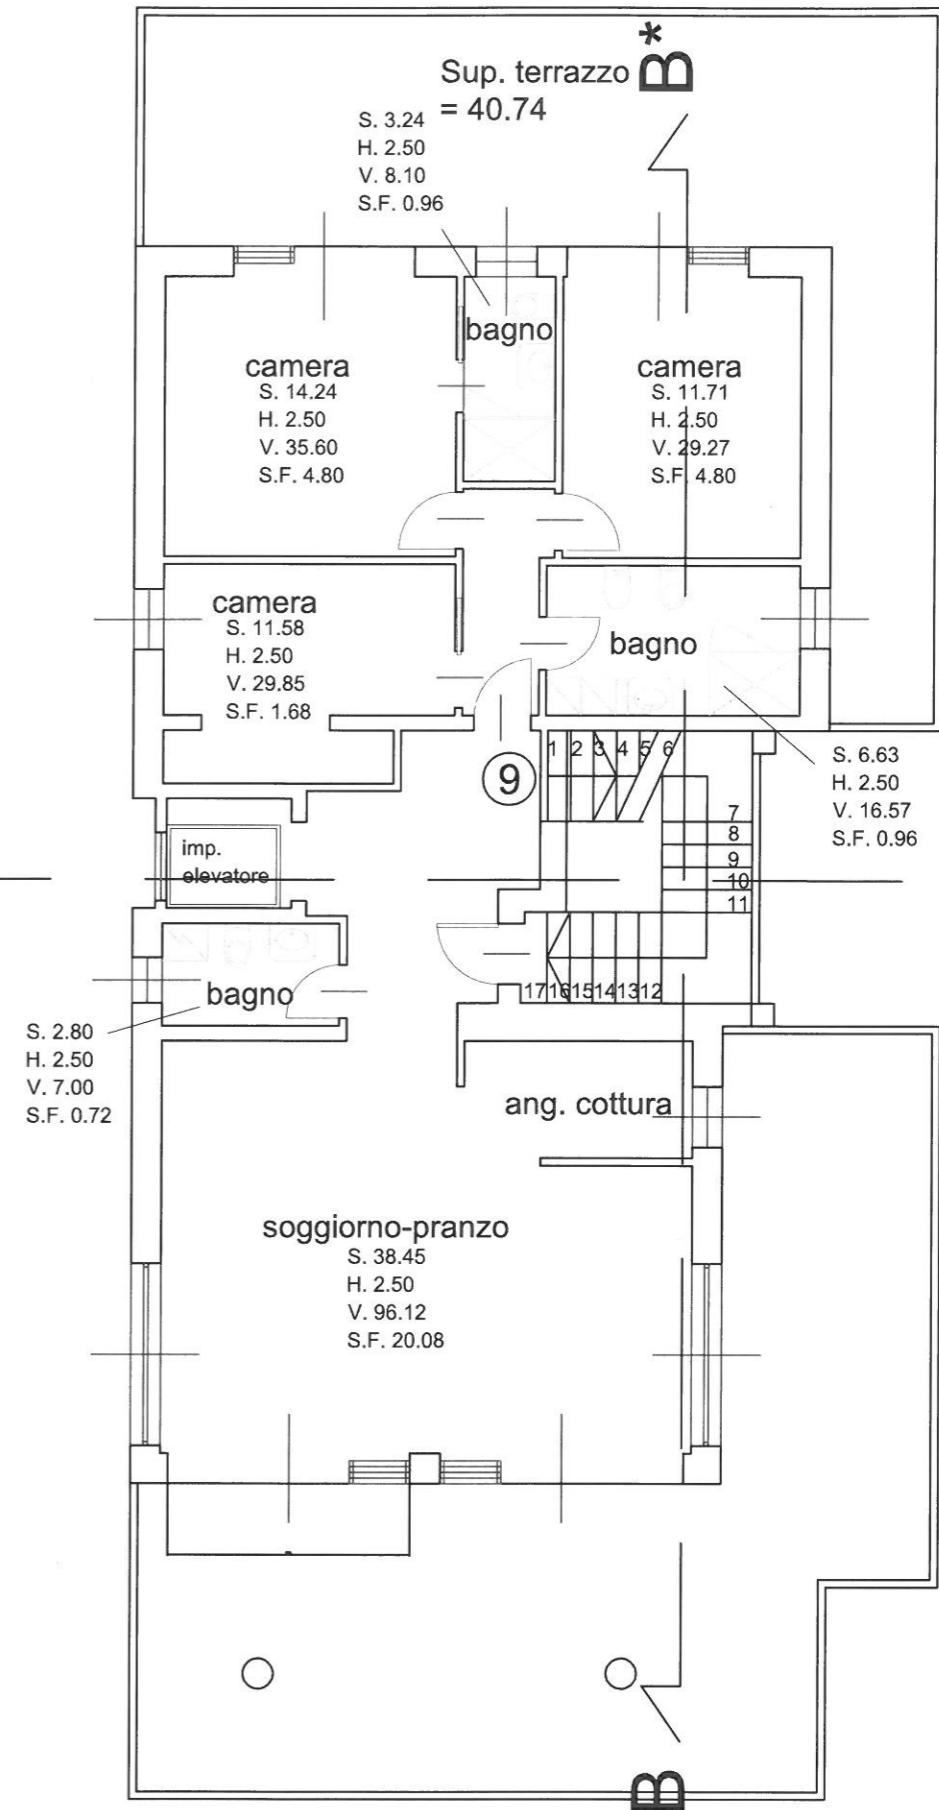 B*
Sup. terrazzo
= 40.74
S. 3.24
H. 2.50
V. 8.10
S.F. 0.96
bagno
camera
S. 14.24
H. 2.50
V. 35.60
S.F. 4.80
camera
S. 11.71
H. 2.50
V. 29.27
S.F. 4.80
camera
S. 11.58
H. 2.50
V. 29.85
S.F. 1.68
bagno
S. 6.63
H. 2.50
V. 16.57
S.F. 0.96
1 2 3 4 5 6
9
7
8
9
10
11
imp.
elevatore
17 16 15 14 13 12
bagno
S. 2.80
H. 2.50
V. 7.00
S.F. 0.72
ang. cottura
soggiorno-pranzo
S. 38.45
H. 2.50
V. 96.12
S.F. 20.08
B